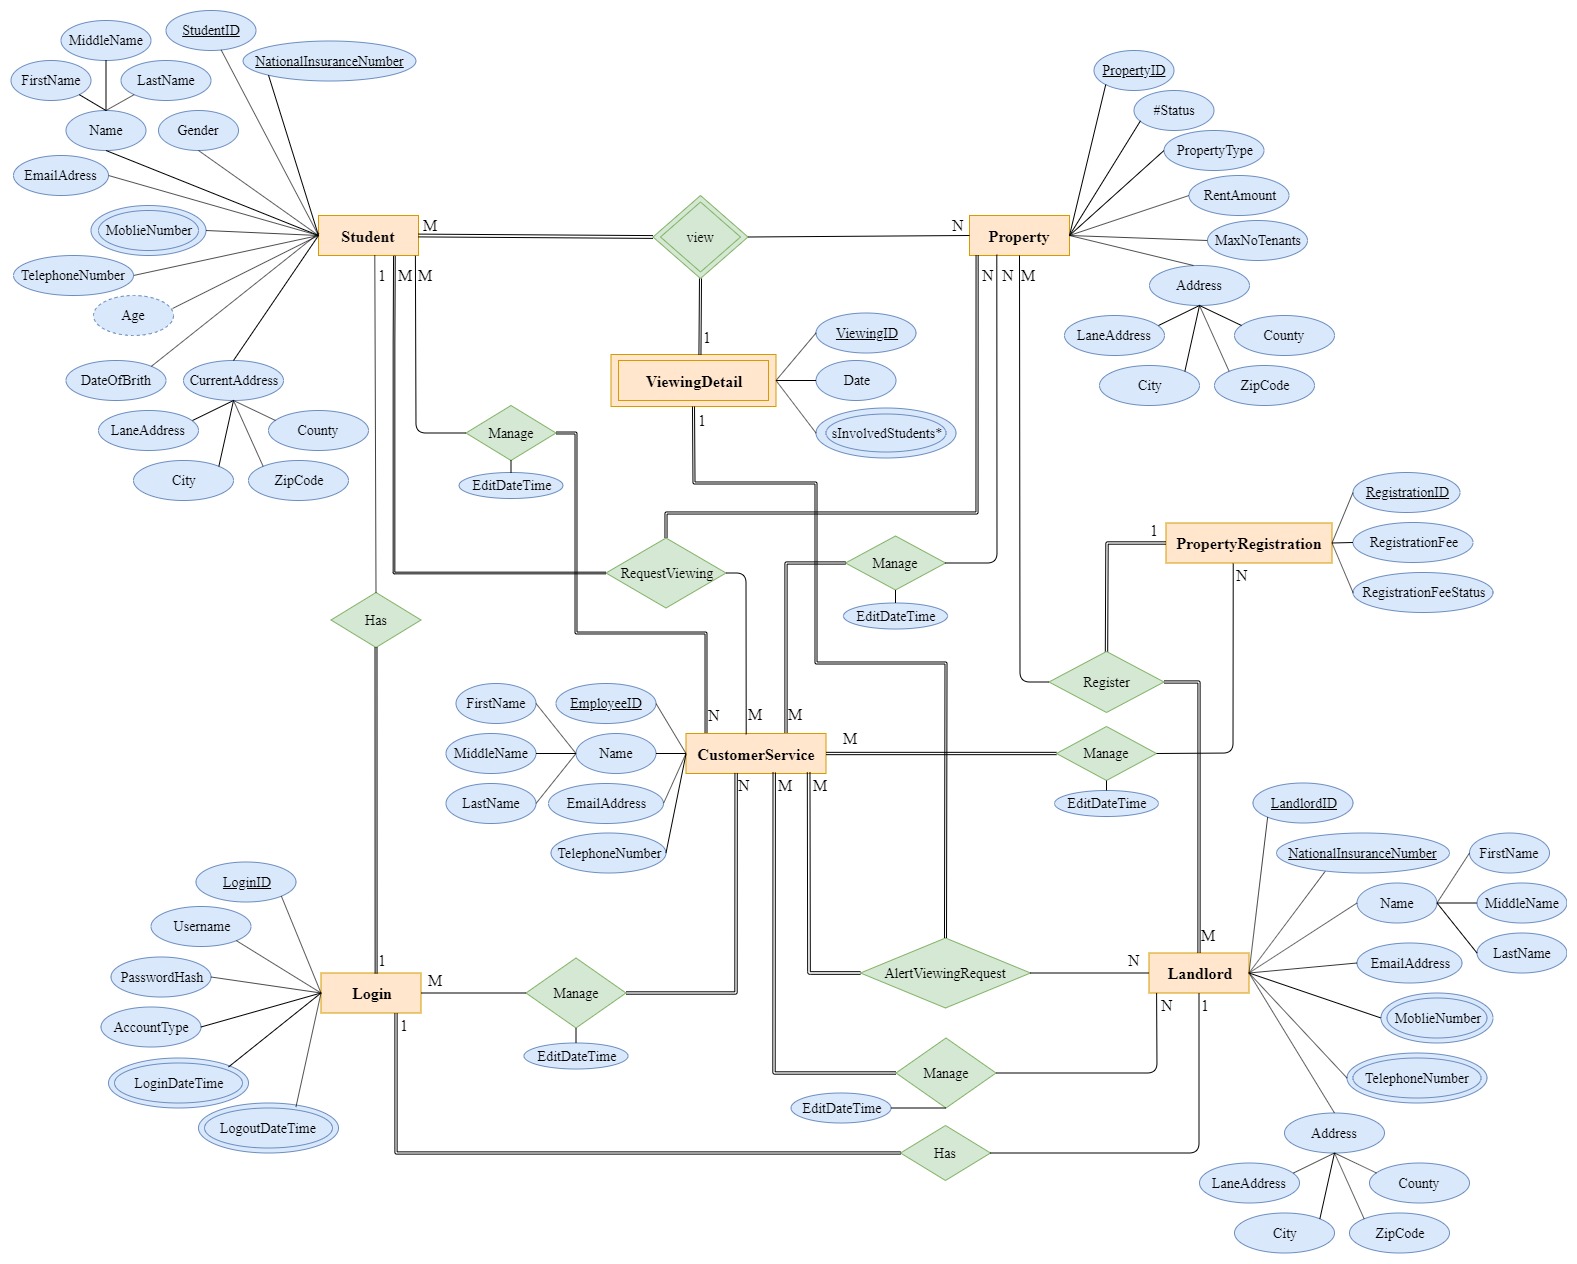 MiddleName
StudentID
FirstName
LastName
NationalInsuranceNumber
Name
Gender
EmailAdress
MoblieNumber
TelephoneNumber
Age
DateOfBrith
CurrentAddress
LaneAddress
County
City
ZipCode
Student
M
view
N
Property
PropertyID
#Status
PropertyType
RentAmount
MaxNoTenants
Address
LaneAddress
County
City
ZipCode
1
M
M
N
N
M
1
ViewingDetail
ViewingID
Date
sInvolvedStudents*
1
Manage
EditDateTime
RequestViewing
Manage
EditDateTime
1
PropertyRegistration
RegistrationID
RegistrationFee
RegistrationFeeStatus
N
Has
Register
N
M
M
FirstName
EmployeeID
MiddleName
Name
LastName
EmailAddress
TelephoneNumber
CustomerService
M
Manage
EditDateTime
N
M
M
LoginID
Username
PasswordHash
AccountType
LoginDateTime
LogoutDateTime
1
Login
M
1
Manage
EditDateTime
AlertViewingRequest
N
M
Landlord
N
1
LandlordID
NationalInsuranceNumber
Name
FirstName
MiddleName
LastName
EmailAddress
MoblieNumber
TelephoneNumber
Address
LaneAddress
County
City
ZipCode
Manage
EditDateTime
Has